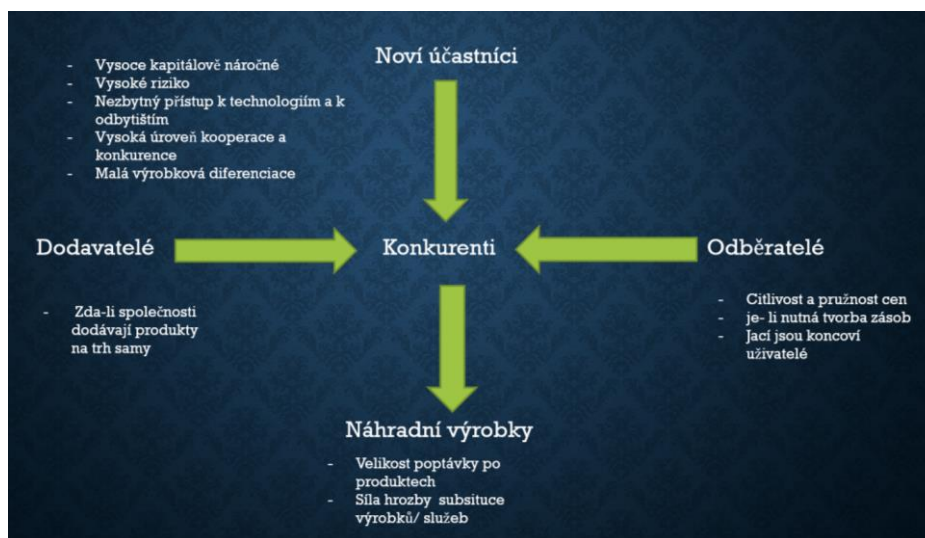 Noví účastníci
- Vysoce kapitálově náročné
- Vysoké riziko
- Nezbytný přístup k technologiím a k
odbytištím
- Vysoká úroveň kooperace a
konkurence
- Malá výrobková diferenciace
Dodavatelé
Konkurenti
Odběratelé
- Zda-li společnosti
dodávají produkty
na trh samy
- Citlivost a pružnost cen
- je- li nutná tvorba zásob
- Jací jsou koncoví
uživatelé
Náhradní výrobky
- Velikost poptávky po
produktech
- Síla hrozby subsituce
výrobků/ služeb